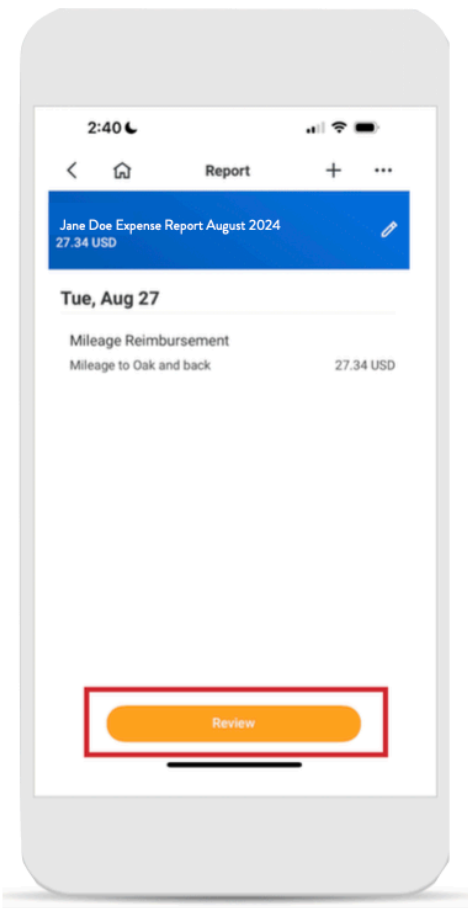 2:40
Report
Jane Doe Expense Report August 2024
27.34 USD
Tue, Aug 27
Mileage Reimbursement
Mileage to Oak and back 27.34 USD
Review